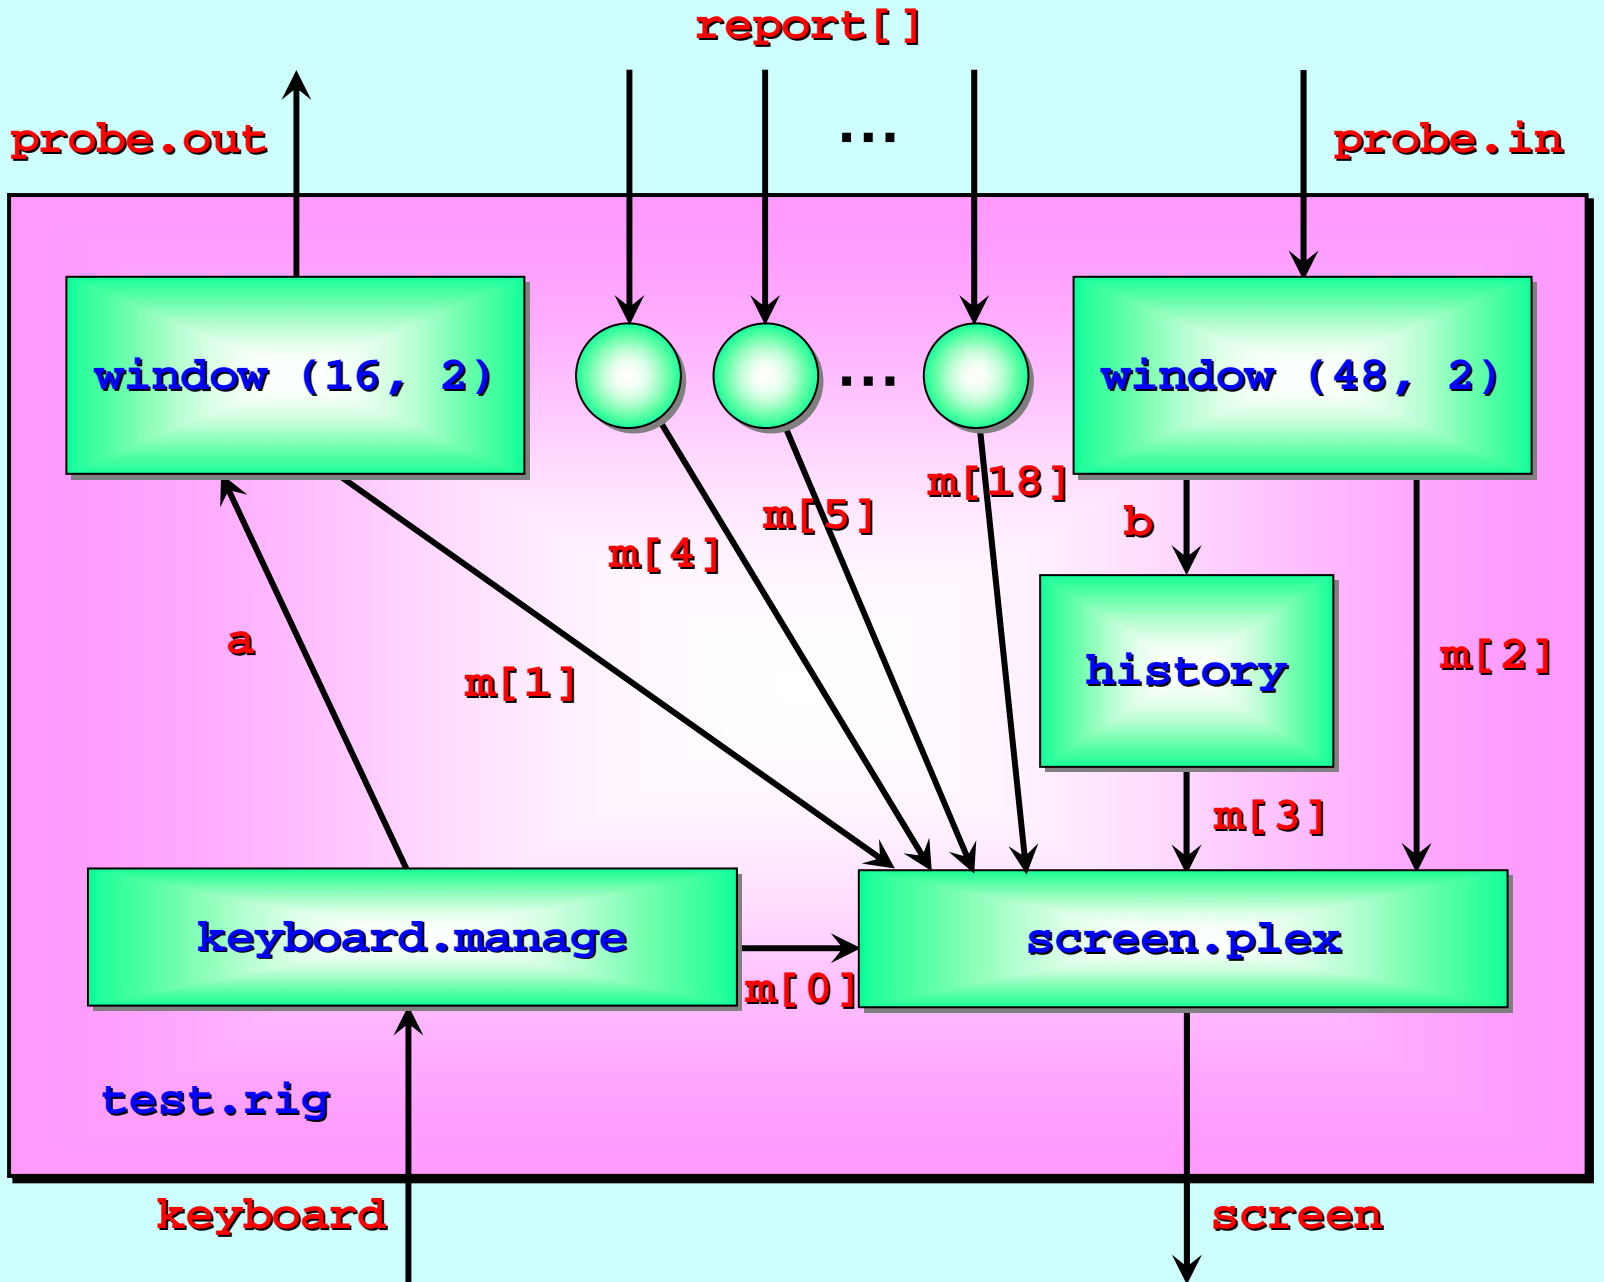 report[]
probe.out
...
probe.in
window (16, 2)
...
window (48, 2)
m[18]
m[5]
b
m[4]
a
m[1]
history
m[2]
m[3]
keyboard.manage
screen.plex
m[0]
test.rig
keyboard
screen